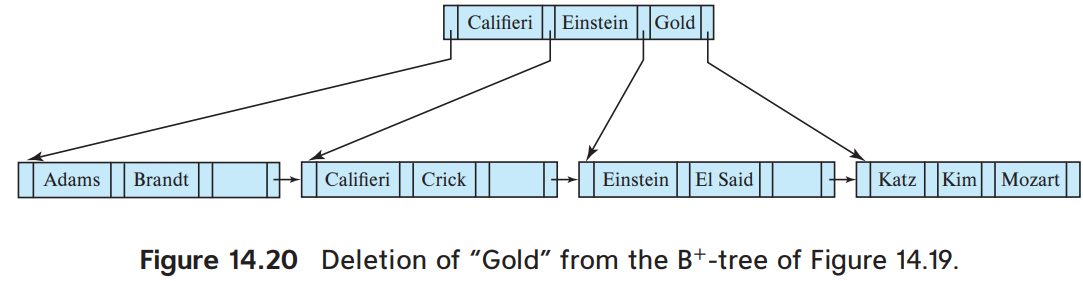 Califieri Einstein Gold
Adams Brandt Califieri Crick Einstein El Said Katz Kim Mozart
Figure 14.20 Deletion of “Gold” from the B+-tree of Figure 14.19.